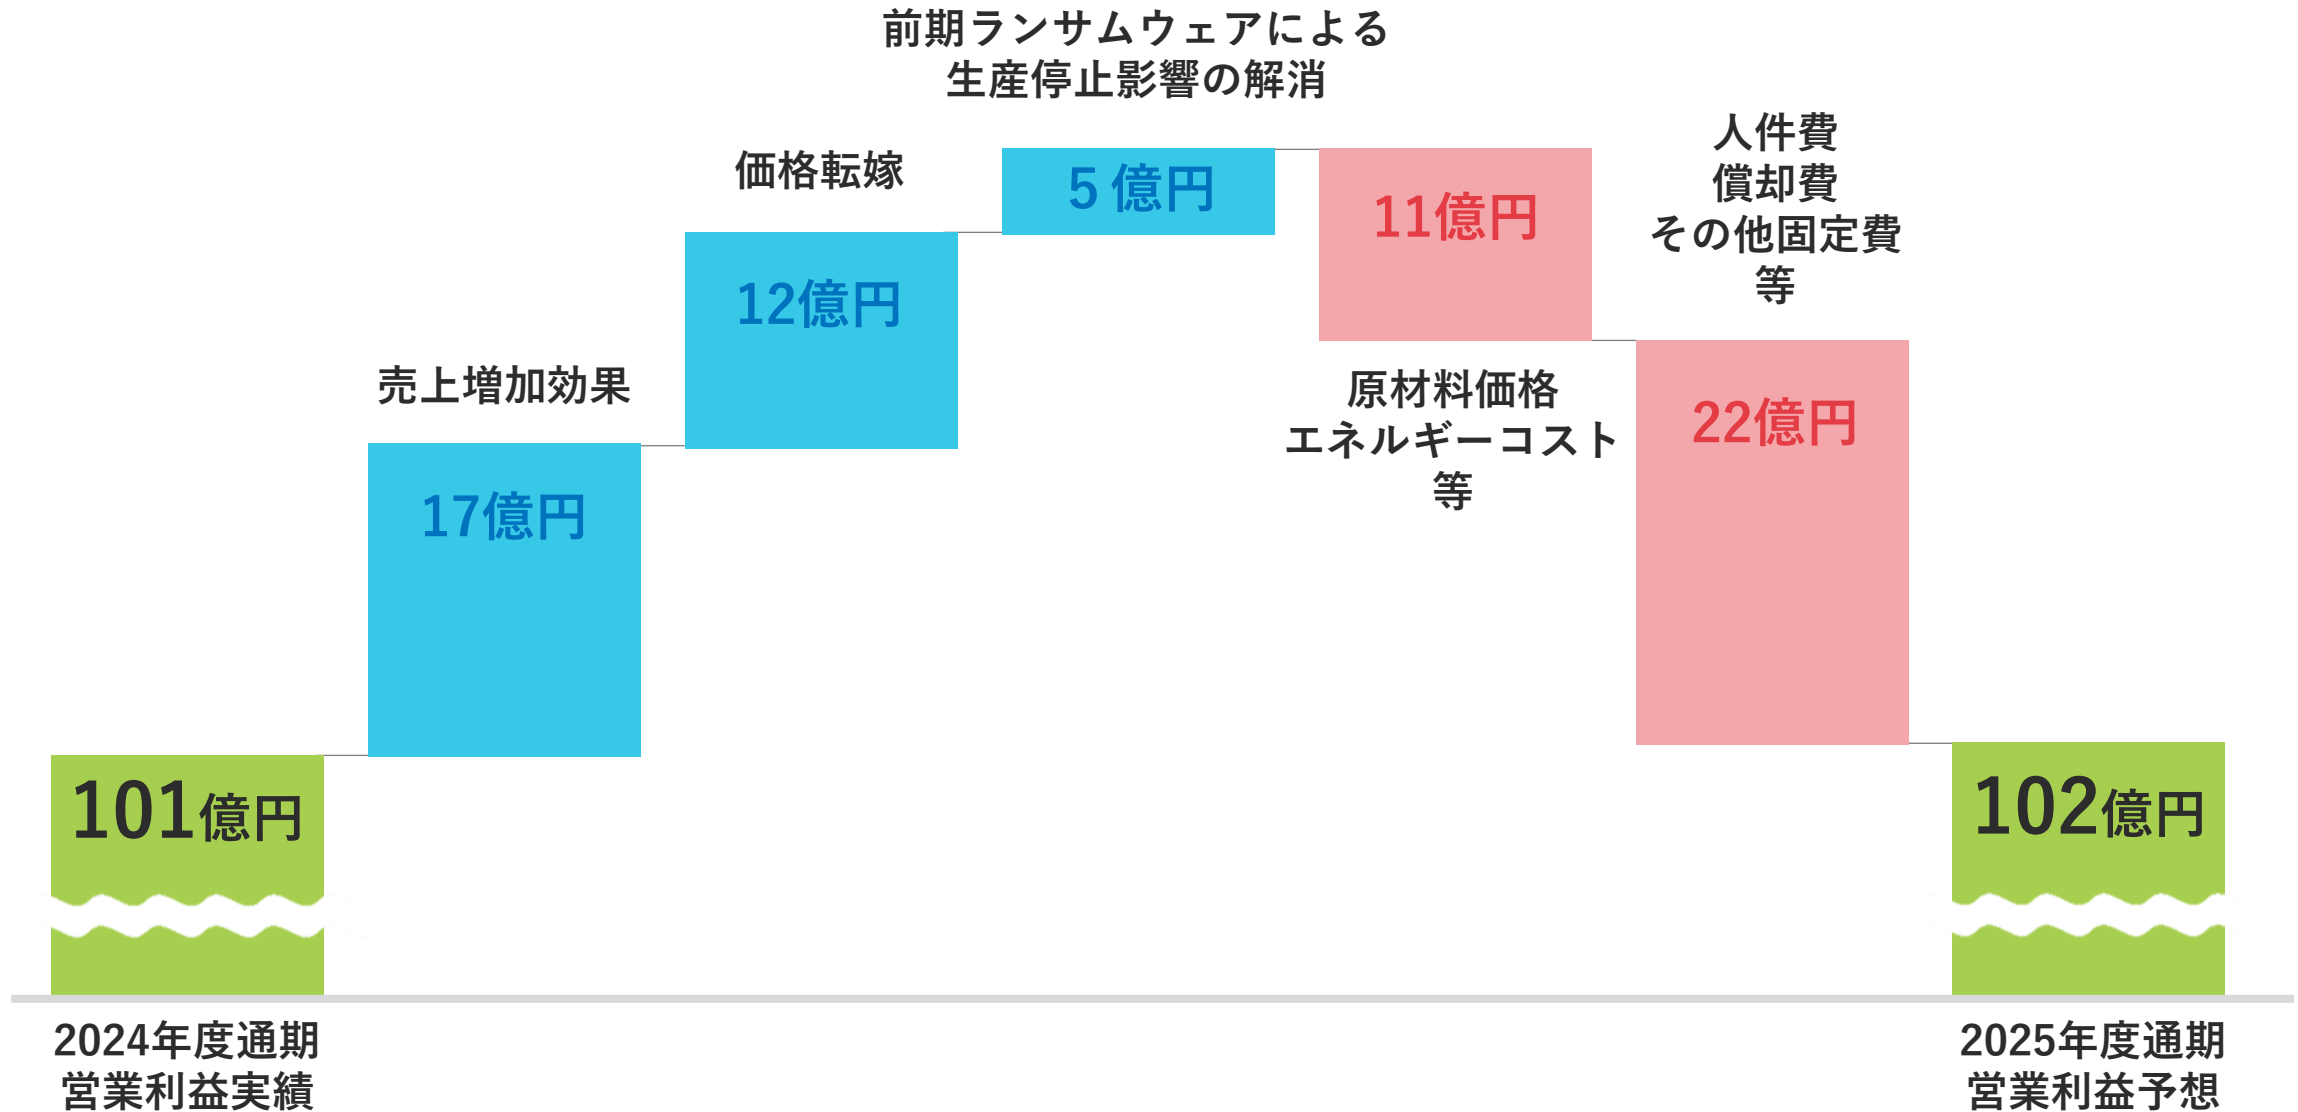 前期ランサムウェアによる
生産停止影響の解消
人件費
償却費
その他固定費
等
価格転嫁
5億円
11億円
12億円
売上増加効果
原材料価格
エネルギーコスト
等
22億円
17億円
101億円
102億円
2024年度通期
営業利益実績
2025年度通期
営業利益予想